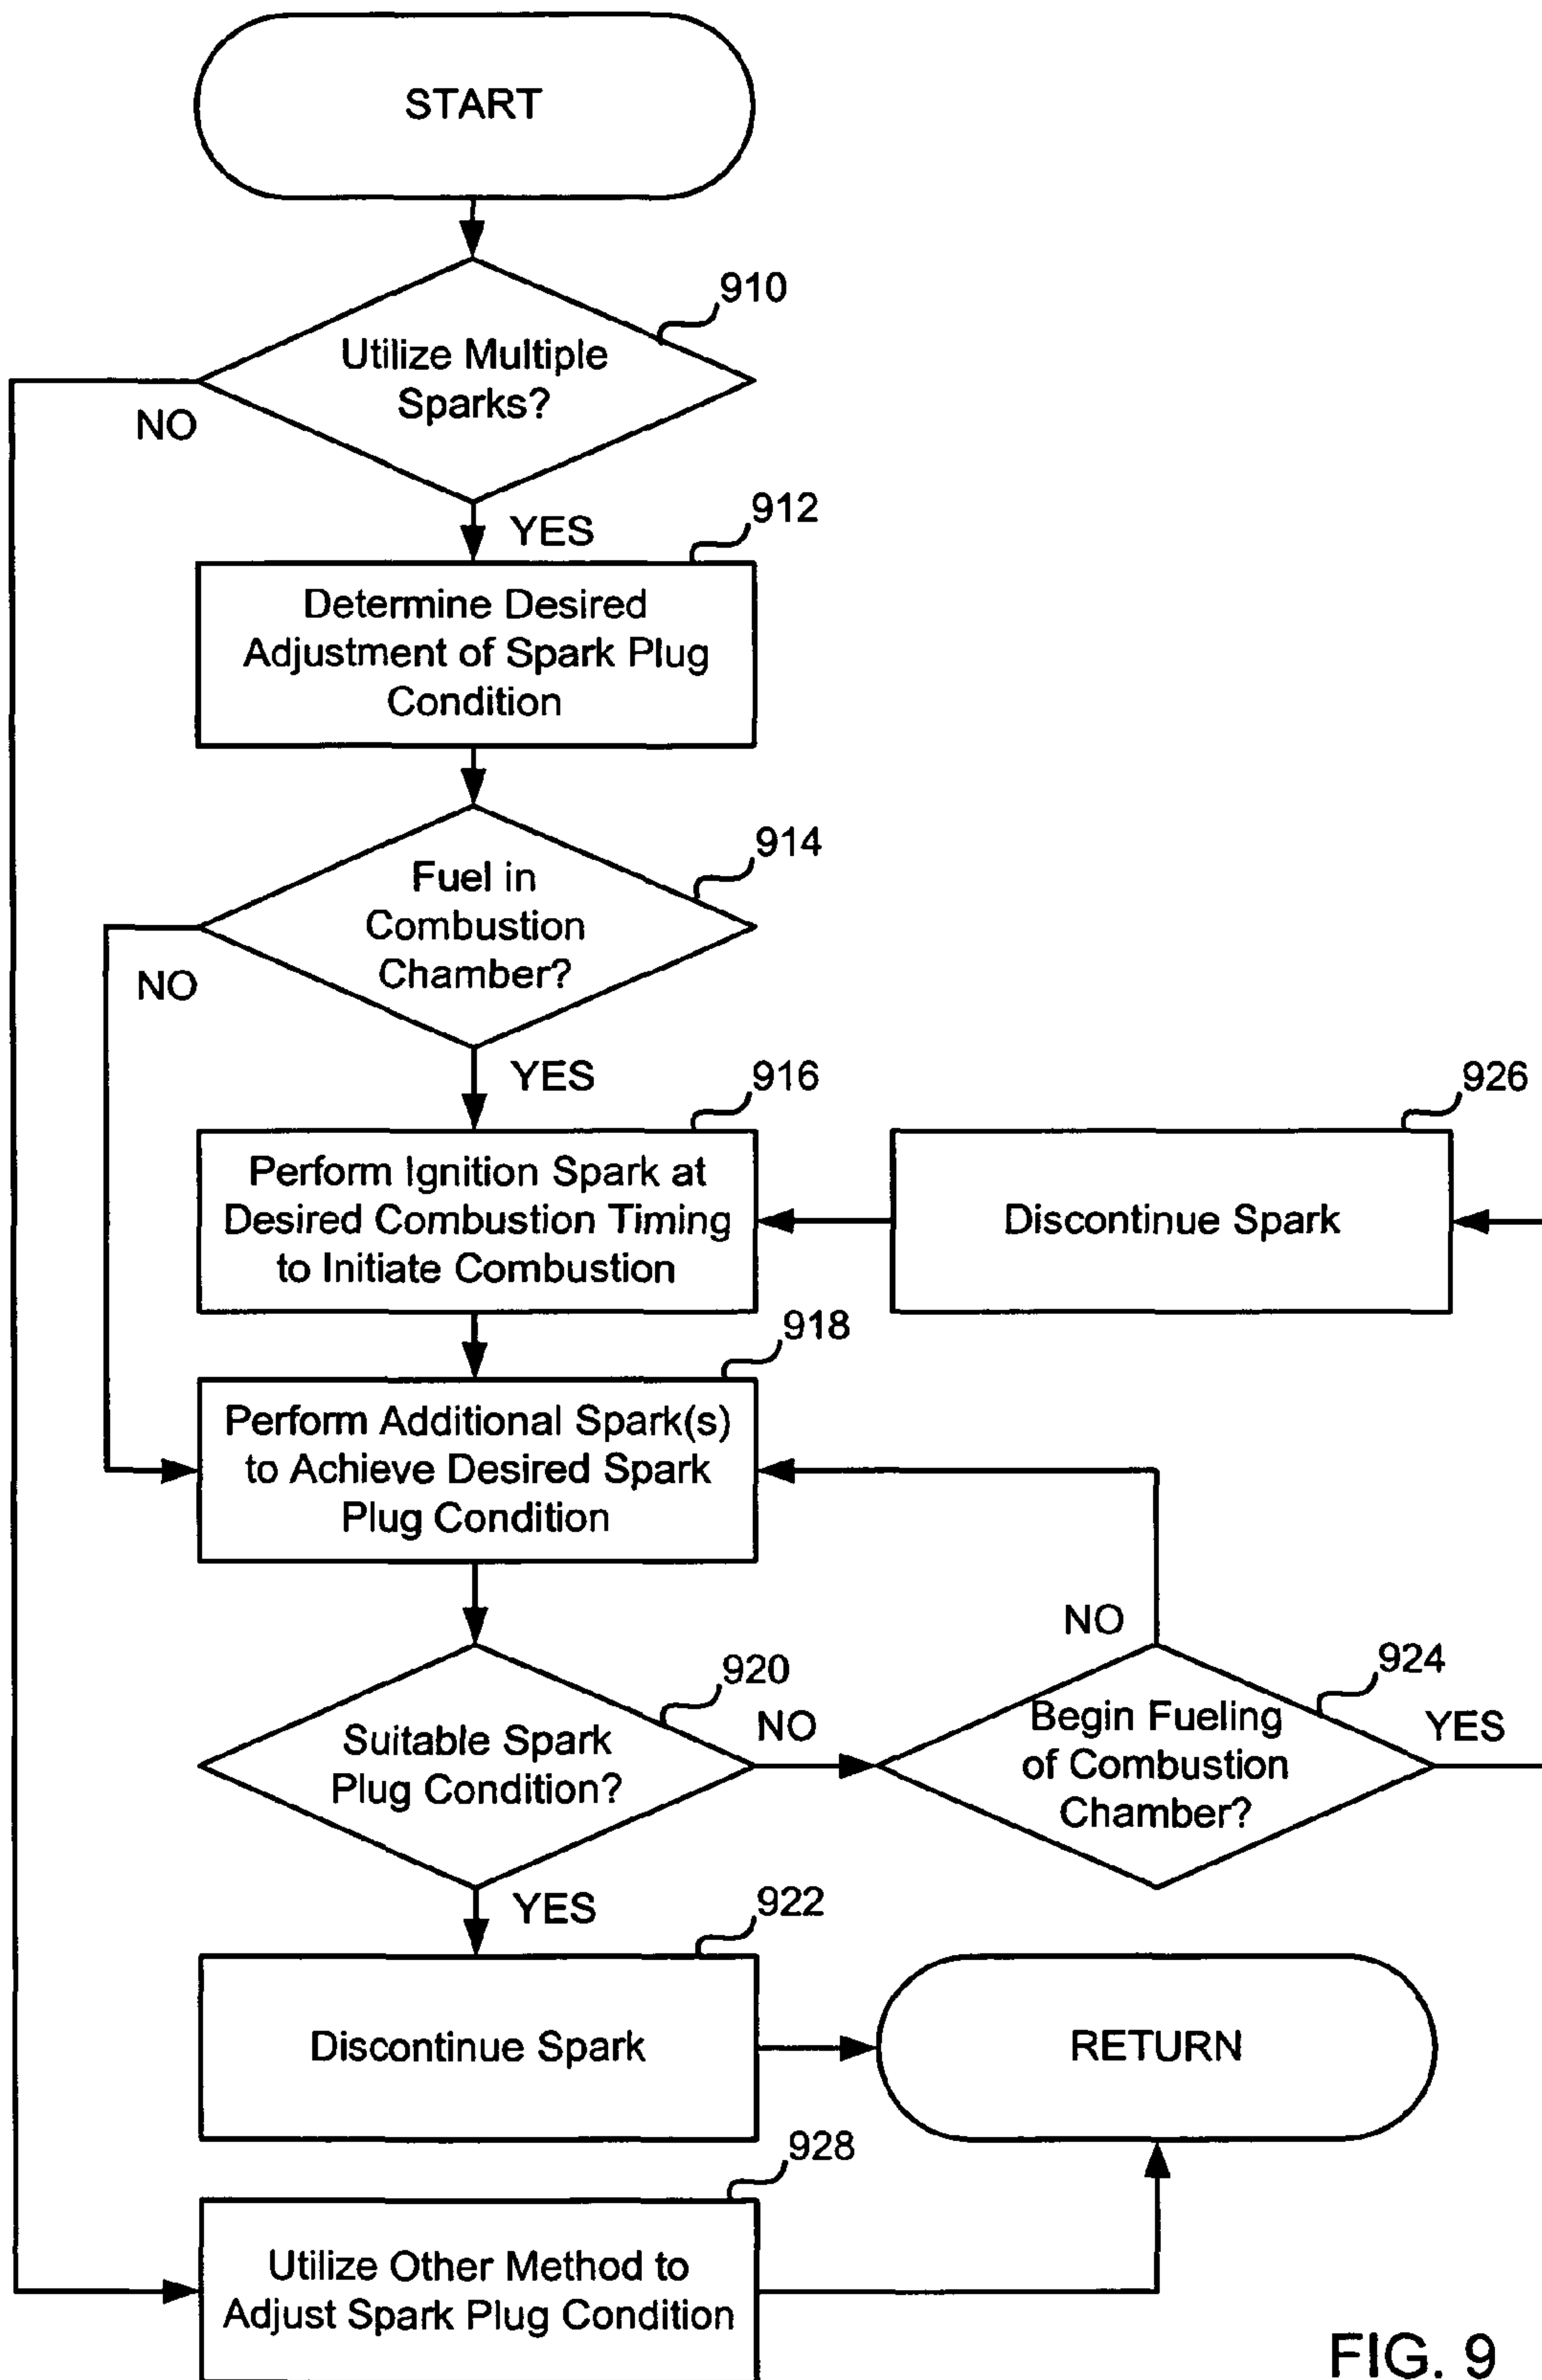 START
910
Utilize Multiple
Sparks?
NO
YES
912
Determine Desired
Adjustment of Spark Plug
Condition
914
Fuel in
Combustion
Chamber?
NO
YES
916
Perform Ignition Spark at
Desired Combustion Timing
to Initiate Combustion
926
Discontinue Spark
918
Perform Additional Spark(s)
to Achieve Desired Spark
Plug Condition
920
Suitable Spark
Plug Condition?
NO
NO
924
Begin Fueling
of Combustion
Chamber?
YES
YES
922
Discontinue Spark
RETURN
928
Utilize Other Method to
Adjust Spark Plug Condition
FIG. 9